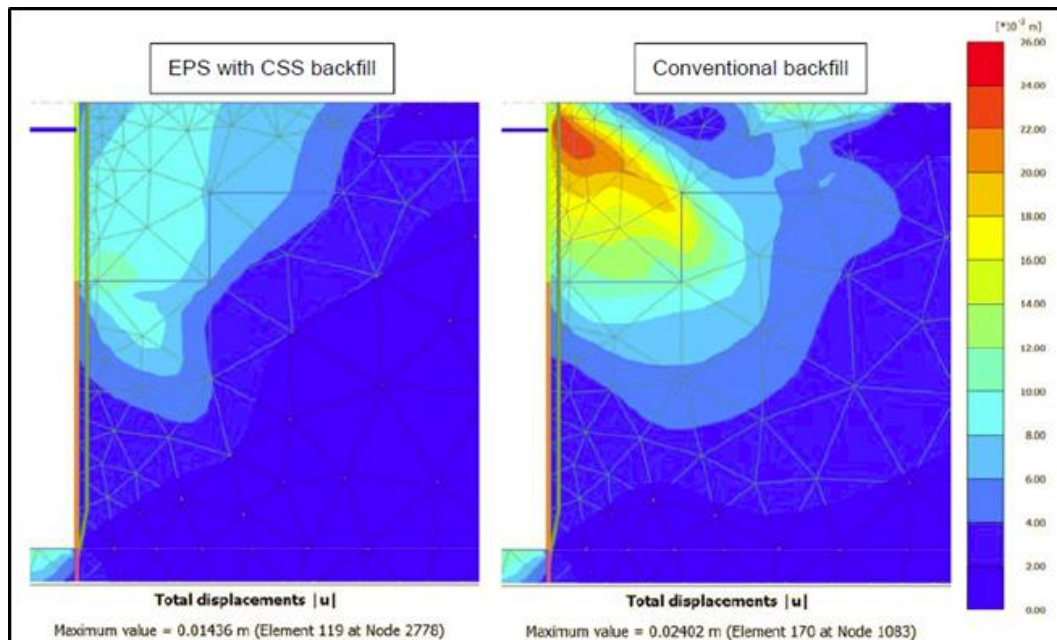 [*10⁻³ m]
EPS with CSS backfill
Conventional backfill
26.00
24.00
22.00
20.00
18.00
16.00
14.00
12.00
10.00
8.00
6.00
4.00
2.00
0.00
Total displacements |u|
Maximum value = 0.01436 m (Element 119 at Node 2778)
Total displacements |u|
Maximum value = 0.02402 m (Element 170 at Node 1083)